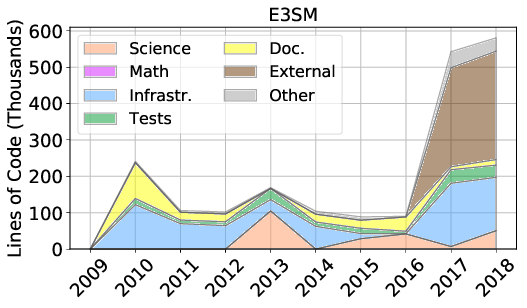 E3SM
Lines of Code (Thousands)
600
500
400
300
200
100
0
Science
Math
Infrastr.
Tests
Doc.
External
Other
2009
2010
2011
2012
2013
2014
2015
2016
2017
2018